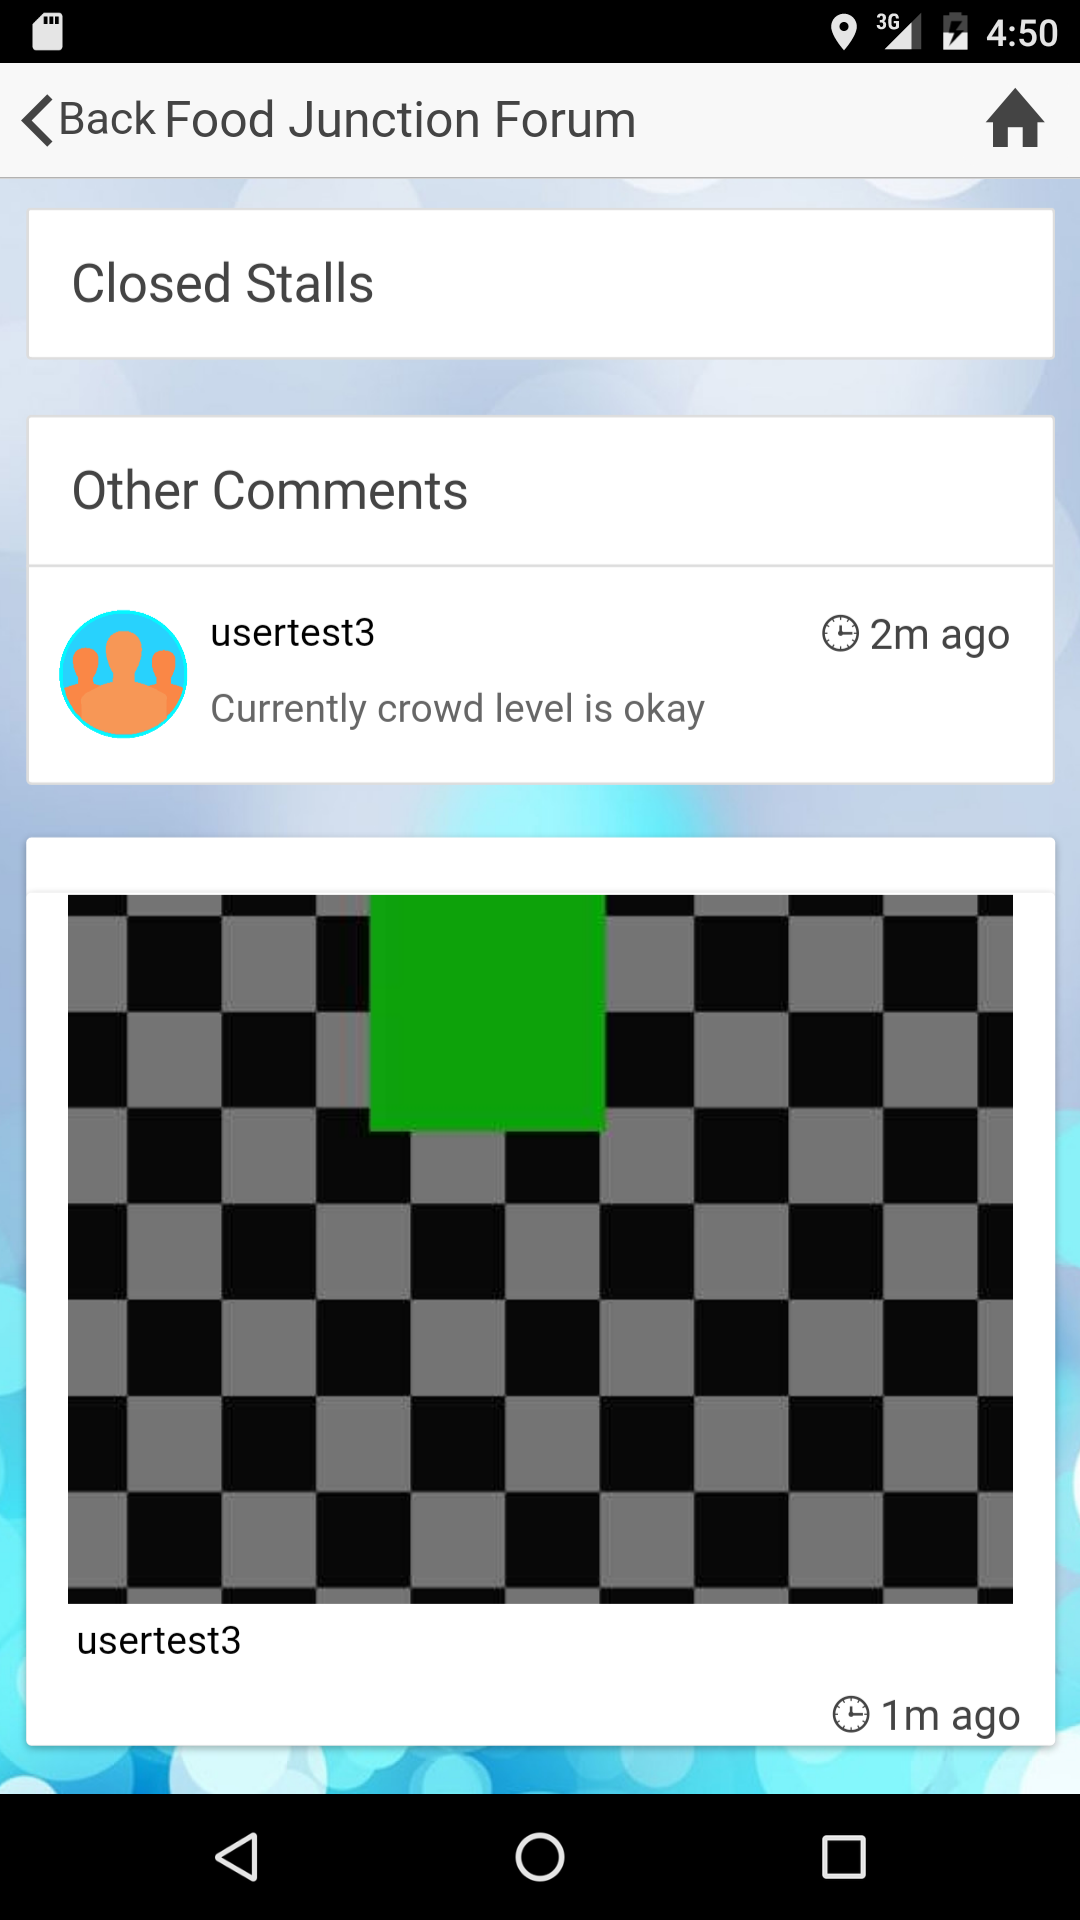 3G 4:50
Back Food Junction Forum
Closed Stalls
Other Comments
usertest3 2m ago
Currently crowd level is okay
usertest3
1m ago